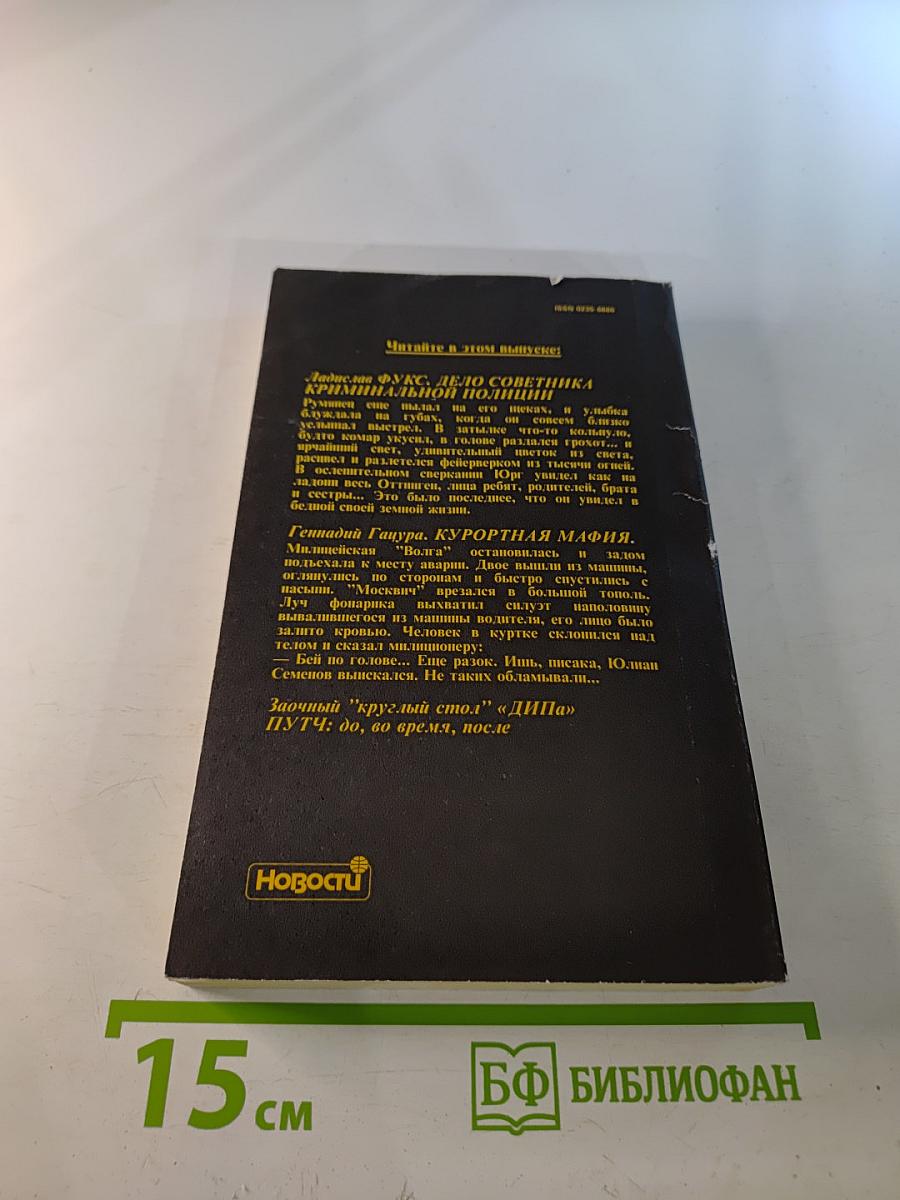 ISSN 0235-6686
Читайте в этом выпуске:
Ладислав ФУКС. ДЕЛО СОВЕТНИКА
КРИМИНАЛЬНОЙ ПОЛИЦИИ
Румянец еще пылал на его щеках, и улыбка
блуждала на губах, когда он совсем близко
услышал выстрел. В затылке что-то кольнуло,
будто комар укусил, в голове раздался грохот... и
ярчайший свет, удивительный цветок из света,
расцвел и разлетелся фейерверком из тысячи огней.
В ослепительном сверкании Юрг увидел как на
ладони весь Оттинген, лица ребят, родителей, брата
и сестры... Это было последнее, что он увидел в
бедной своей земной жизни.
Геннадий Гацура. КУРОРТНАЯ МАФИЯ.
Милицейская "Волга" остановилась и задом
подъехала к месту аварии. Двое вышли из машины,
оглянулись по сторонам и быстро спустились с
насыпи. "Москвич" врезался в большой тополь.
Луч фонарика выхватил силуэт наполовину
вывалившегося из машины водителя, его лицо было
залито кровью. Человек в куртке склонился над
телом и сказал милиционеру:
— Бей по голове... Еще разок. Ишь, писака, Юлиан
Семенов выискался. Не таких обламывали...
Заочный "круглый стол" «ДИПа»
ПУТЧ: до, во время, после
Новости
15 см
БФ БИБЛИОФАН